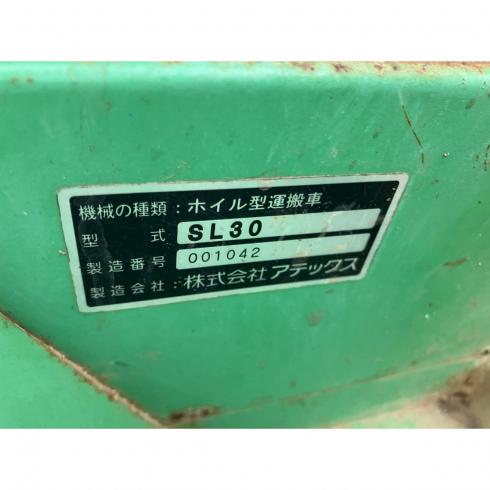 機械の種類：ホイル型運搬車
型式 SL30
製造番号 001042
製造会社：株式会社アテックス